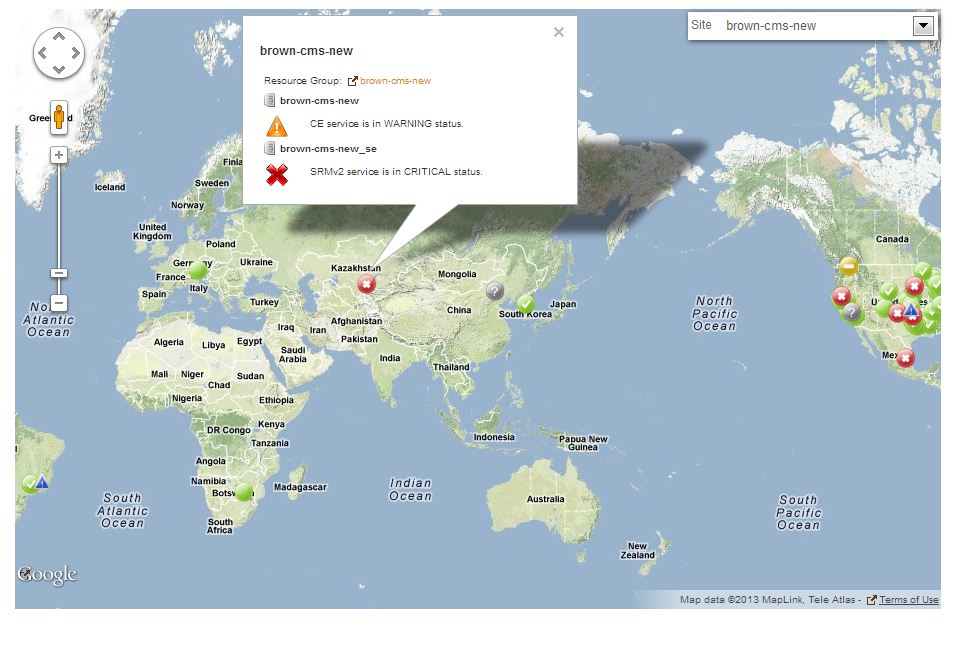 Site brown-cms-new
brown-cms-new
Resource Group: brown-cms-new
brown-cms-new
CE service is in WARNING status.
brown-cms-new_se
SRMv2 service is in CRITICAL status.
Iceland
Sweden
Norway
United
Kingdom
Poland
Ukraine
France
Spain
Italy
Turkey
Kazakhstan
Mongolia
China
South Korea
Japan
Canada
North
Pacific
Ocean
Atlantic
Ocean
Iraq
Iran
Afghanistan
Pakistan
Algeria
Libya
Egypt
Saudi
Arabia
India
Thailand
Mali
Niger
Chad
Sudan
Nigeria
Ethiopia
Kenya
DR Congo
Tanzania
Indonesia
Papua New
Guinea
Angola
Namibia
Madagascar
Indian
Ocean
Australia
South
Atlantic
Ocean
South
Africa
South
Pacific
Ocean
New
Zealand
Google
Map data ©2013 MapLink, Tele Atlas - Terms of Use